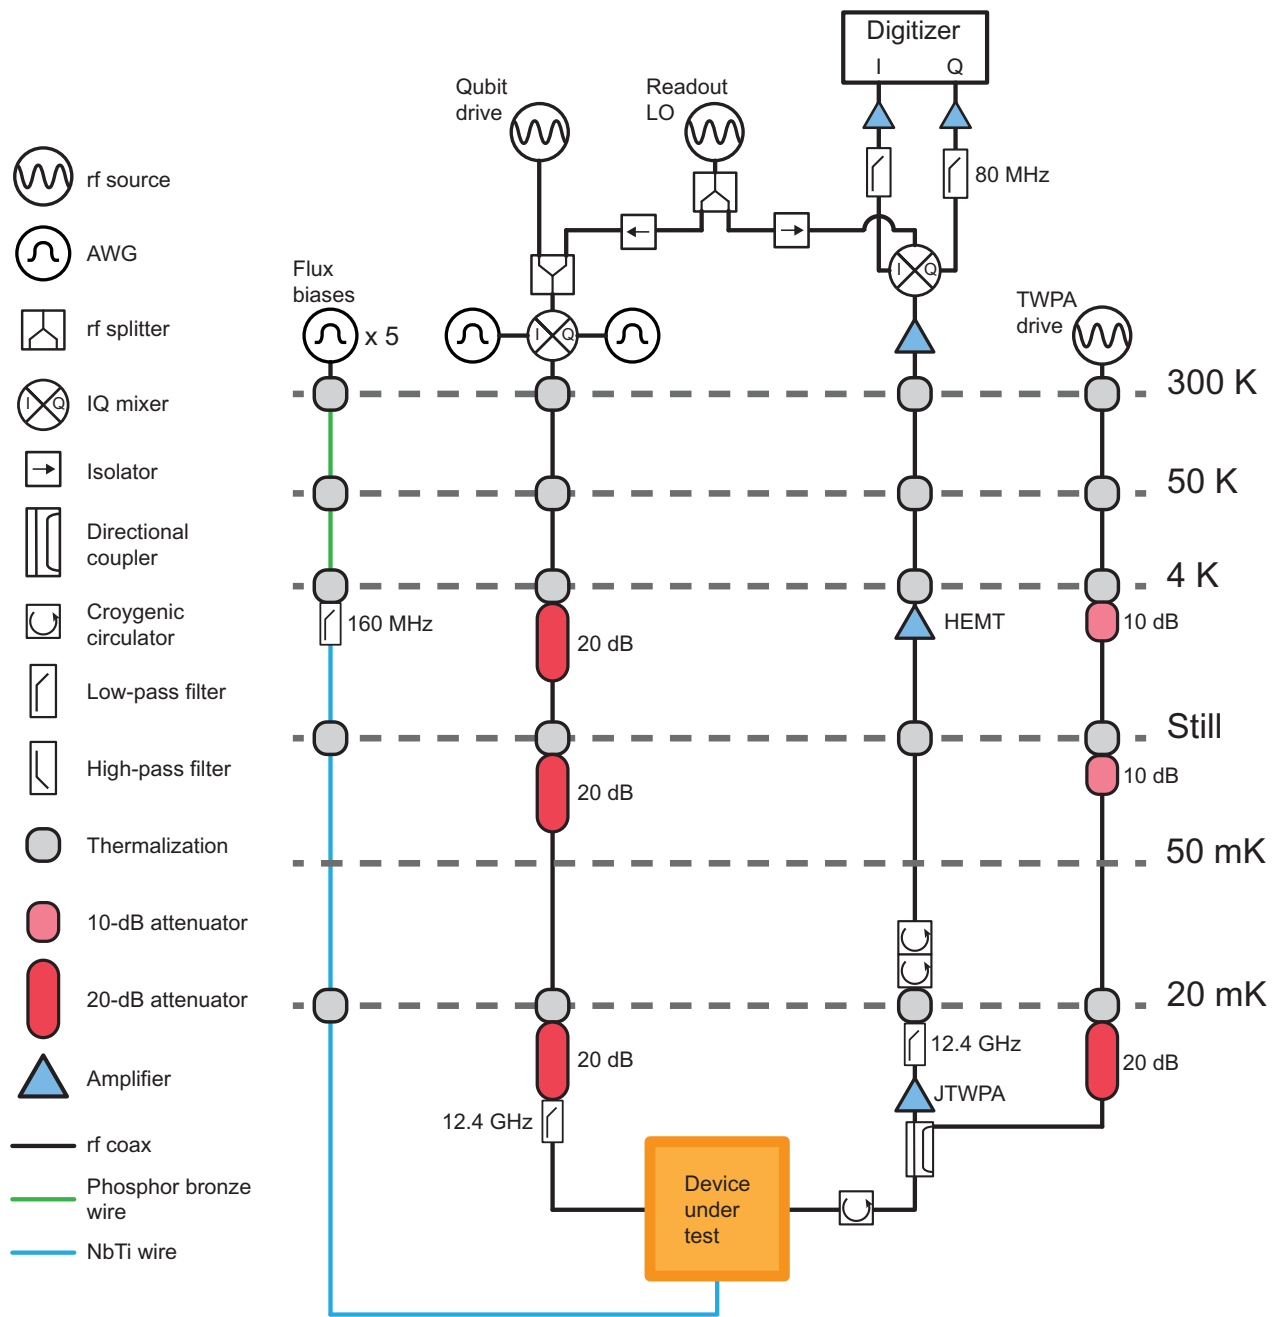 Digitizer
I Q
Qubit
drive
Readout
LO
80 MHz
rf source
AWG
rf splitter
IQ mixer
I Q
Isolator
Directional
coupler
Croygenic
circulator
Low-pass filter
High-pass filter
Thermalization
10-dB attenuator
20-dB attenuator
Amplifier
rf coax
Phosphor bronze
wire
NbTi wire
Flux
biases
x 5
I Q
I Q
TWPA
drive
300 K
50 K
4 K
160 MHz
20 dB
HEMT
10 dB
Still
20 dB
10 dB
50 mK
20 mK
20 dB
12.4 GHz
20 dB
12.4 GHz
JTWPA
Device
under
test